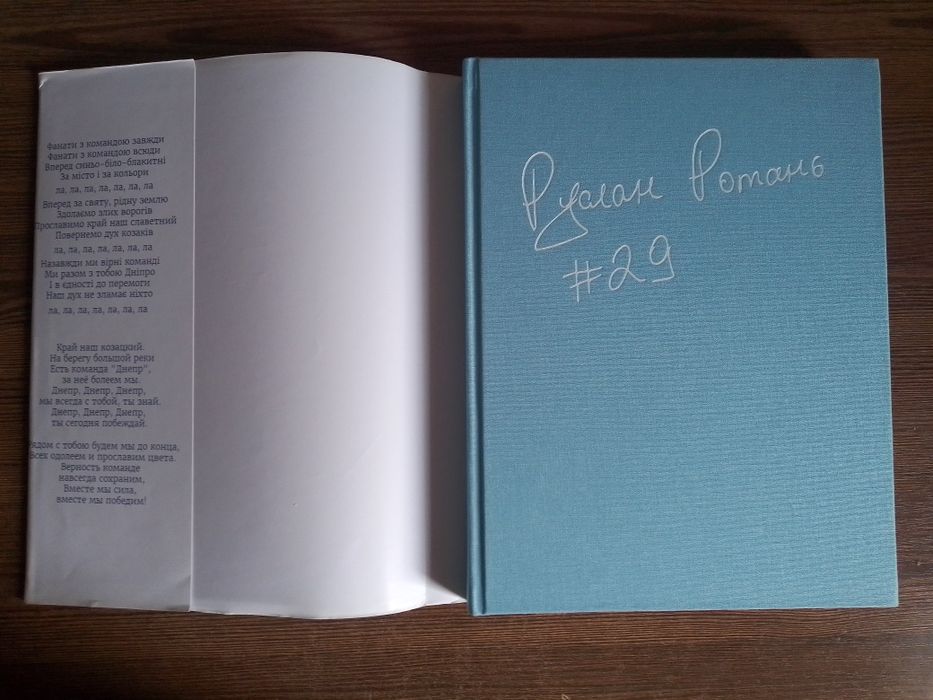 Фанати з командою завжди
Фанати з командою всюди
Вперед синьо-біло-блакитні
За місто і за кольори
ла, ла, ла, ла, ла, ла, ла
Вперед за святу, рідну землю
Здолаємо злих ворогів
Прославимо край наш славетний
Повернемо дух козаків
ла, ла, ла, ла, ла, ла, ла
Назавжди ми вірні команді
Ми разом з тобою Дніпро
І в єдності до перемоги
Наш дух не зламає ніхто
ла, ла, ла, ла, ла, ла, ла
Край наш козацкий.
На берегу большой реки
Есть команда "Днепр",
за неё болеем мы.
Днепр, Днепр, Днепр,
мы всегда с тобой, ты знай.
Днепр, Днепр, Днепр,
ты сегодня побеждай.
Рядом с тобою будем мы до конца,
Всех одолеем и прославим цвета.
Верность команде
навсегда сохраним,
Вместе мы сила,
вместе мы победим!
Руслан Ротань
#29